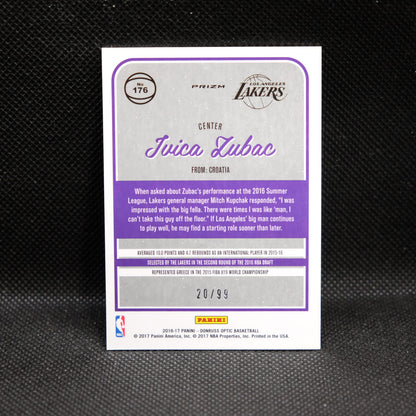 No.
176
PRIZM
LOS ANGELES
LAKERS
CENTER
Ivica Zubac
FROM: CROATIA
When asked about Zubac's performance at the 2016 Summer
League, Lakers general manager Mitch Kupchak responded, "I was
impressed with the big fella. There were times I was like 'man, I
can't take this guy off the floor.'" If Los Angeles' big man continues
to play well, he may find a starting role sooner than later.
AVERAGED 10.3 POINTS AND 4.7 REBOUNDS AS AN INTERNATIONAL PLAYER IN 2015-16
SELECTED BY THE LAKERS IN THE SECOND ROUND OF THE 2016 NBA DRAFT
REPRESENTED GREECE IN THE 2015 FIBA U19 WORLD CHAMPIONSHIP
20/99
PANINI
2016-17 PANINI - DONRUSS OPTIC BASKETBALL
© 2017 Panini America, Inc. © 2017 NBA Properties, Inc. Printed in the USA.